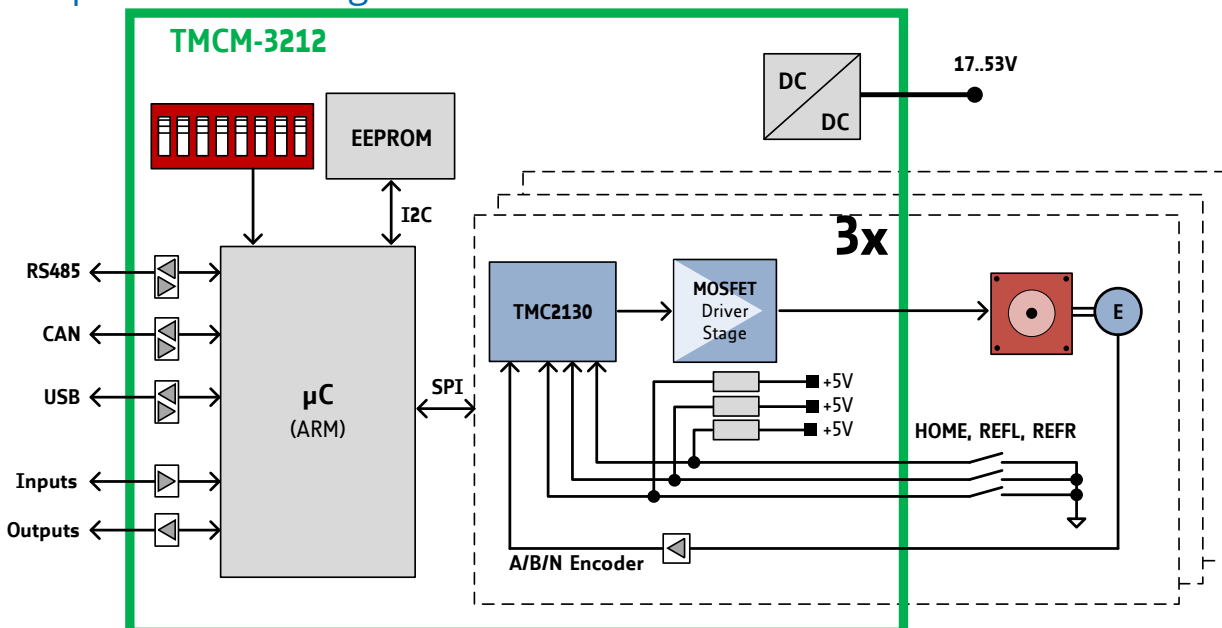 TMCM-3212
17..53V
DC
DC
EEPROM
I2C
3x
RS485
CAN
USB
Inputs
Outputs
µC
(ARM)
SPI
TMC2130
MOSFET
Driver
Stage
E
+5V
+5V
+5V
HOME, REFL, REFR
A/B/N Encoder